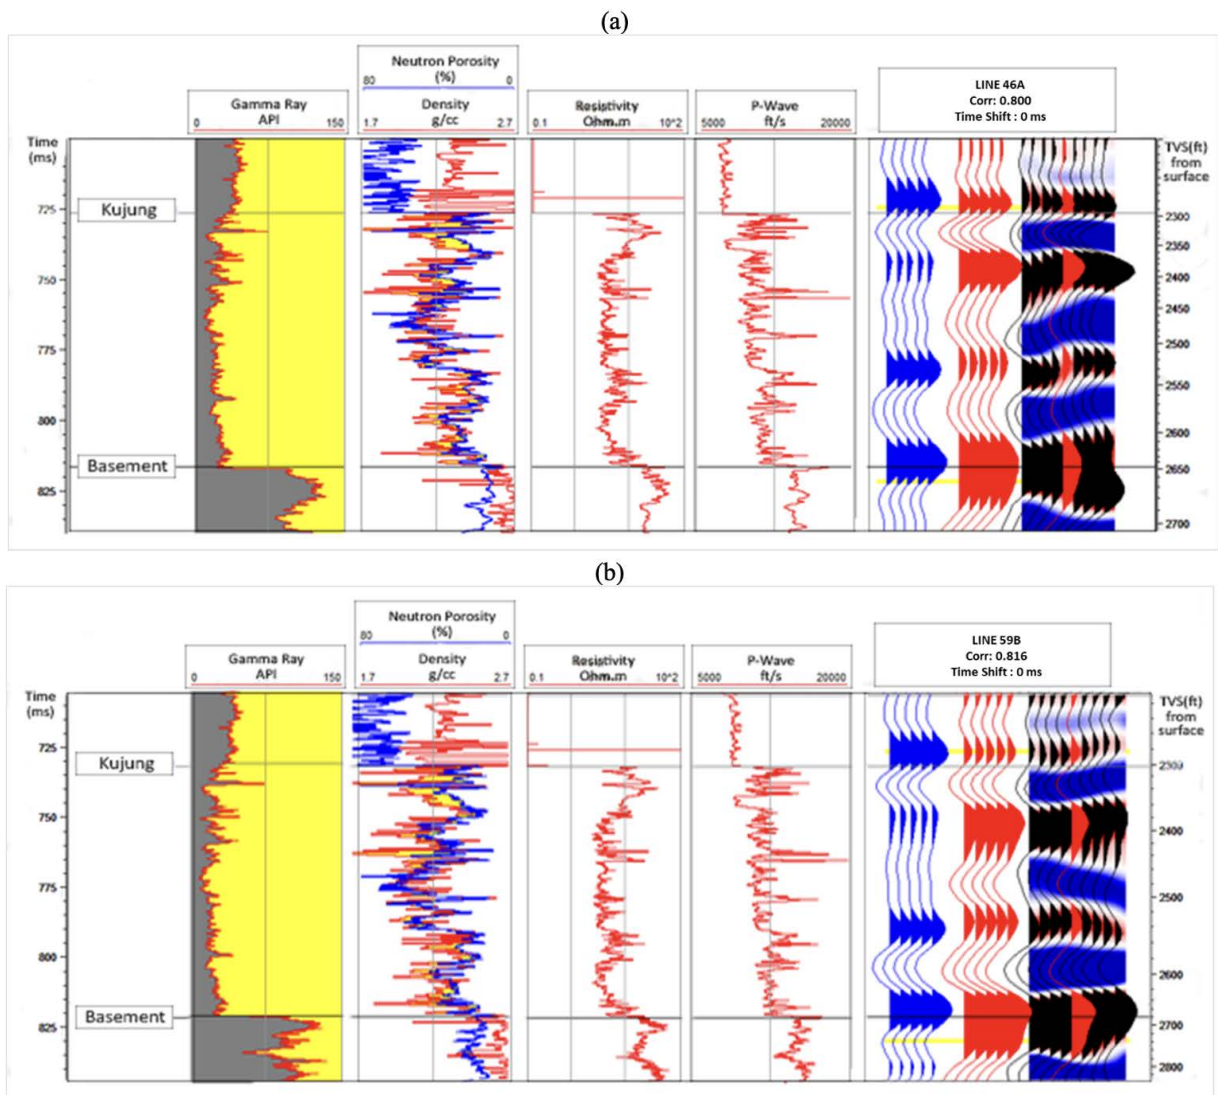 (a)
Neutron Porosity
(%)
80 0
Gamma Ray
API
0 150
Density
g/cc
1.7 2.7
Resistivity
Ohm.m
0.1 10^2
P-Wave
ft/s
5000 20000
LINE 46A
Corr: 0.800
Time Shift : 0 ms
Time
(ms)
TVS(ft)
from
surface
725
Kujung
750
775
800
Basement
825
2300
2350
2400
2450
2500
2550
2600
2650
2700
(b)
Neutron Porosity
(%)
80 0
Gamma Ray
API
0 150
Density
g/cc
1.7 2.7
Resistivity
Ohm.m
0.1 10^2
P-Wave
ft/s
5000 20000
LINE 59B
Corr: 0.816
Time Shift : 0 ms
Time
(ms)
TVS(ft)
from
surface
725
Kujung
750
775
800
Basement
825
2300
2400
2500
2600
2700
2800